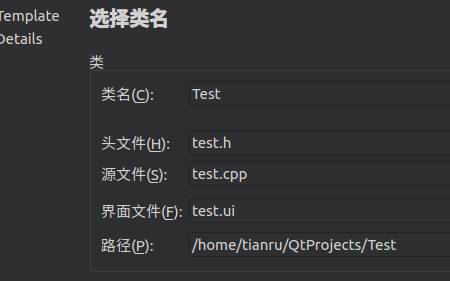 Template
Details
选择类名
类
类名(C):
Test
头文件(H):
test.h
源文件(S):
test.cpp
界面文件(F):
test.ui
路径(P):
/home/tianru/QtProjects/Test